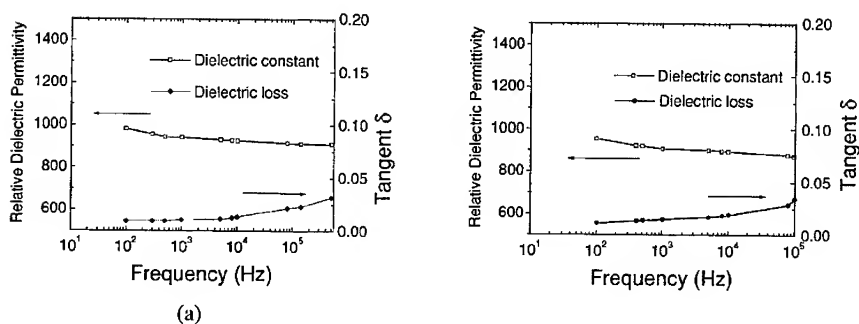 Relative Dielectric Permittivity
1400
1200
1000
800
600
0.20
0.15
0.10
0.05
0.00
Tangent δ
Dielectric constant
Dielectric loss
10¹ 10² 10³ 10⁴ 10⁵
Frequency (Hz)
(a)
Relative Dielectric Permittivity
1400
1200
1000
800
600
0.20
0.15
0.10
0.05
0.00
Tangent δ
Dielectric constant
Dielectric loss
10¹ 10² 10³ 10⁴ 10⁵
Frequency (Hz)